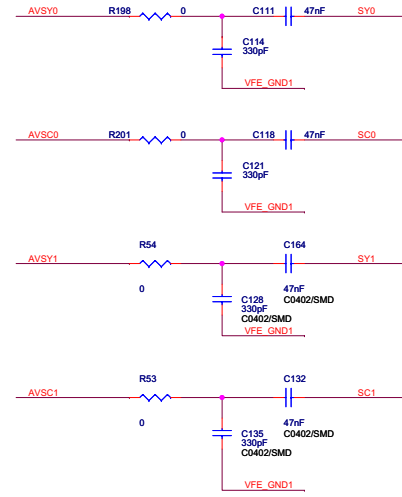 AVSY0 R198 0 C111 47nF SY0
C114
330pF
VFE_GND1
AVSC0 R201 0 C118 47nF SC0
C121
330pF
VFE_GND1
R54 C164
AVSY1 SY1
0 47nF
C128 C0402/SMD
330pF
C0402/SMD
VFE_GND1
R53 C132
AVSC1 SC1
0 47nF
C135 C0402/SMD
330pF
C0402/SMD
VFE_GND1